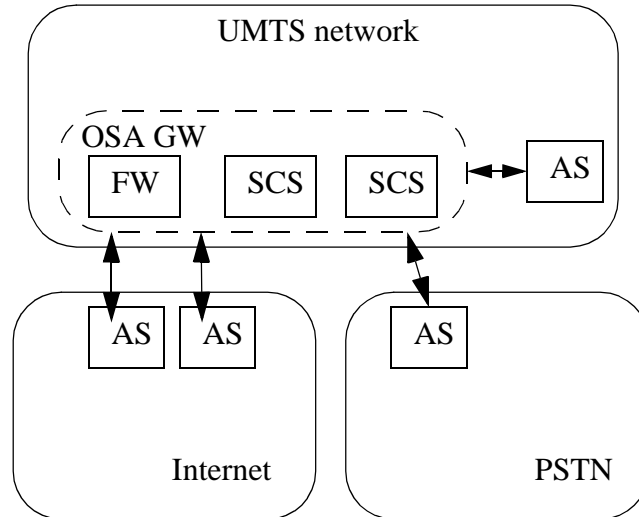 UMTS network
OSA GW
FW
SCS
SCS
AS
AS
AS
AS
Internet
PSTN